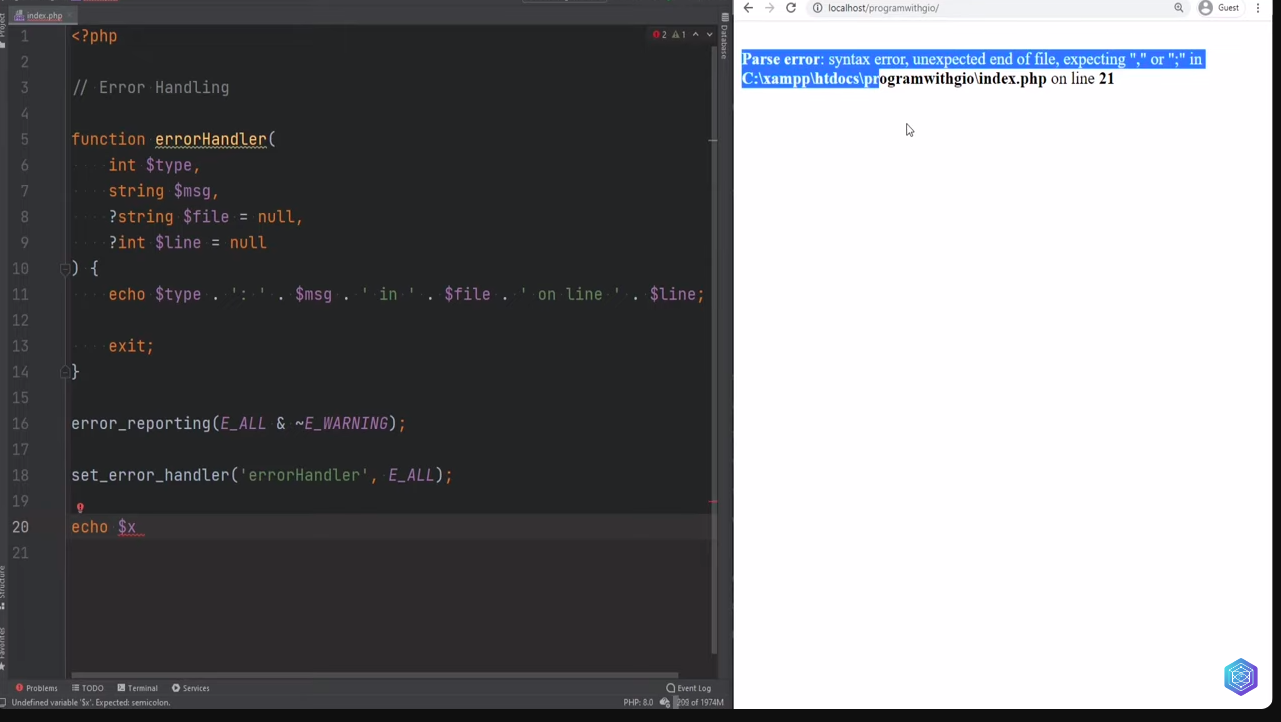 index.php
1 <?php
2
3 // Error Handling
4
5 function errorHandler(
6 int $type,
7 string $msg,
8 ?string $file = null,
9 ?int $line = null
10 ) {
11 echo $type . ': ' . $msg . ' in ' . $file . ' on line ' . $line;
12
13 exit;
14 }
15
16 error_reporting(E_ALL & ~E_WARNING);
17
18 set_error_handler('errorHandler', E_ALL);
19
20 echo $x
21
2 1
Project
Structure
Favorites
Database
Problems TODO Terminal Services Event Log
Undefined variable '$x'. Expected: semicolon. PHP: 8.0 209 of 1974M
localhost/programwithgio/ Guest
Parse error: syntax error, unexpected end of file, expecting "," or ";" in
C:\xampp\htdocs\programwithgio\index.php on line 21